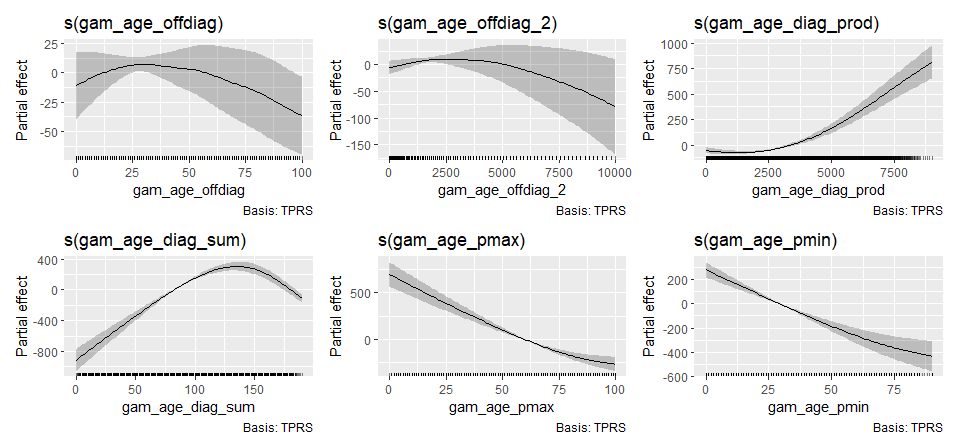 s(gam_age_offdiag)
25
0
-25
-50
Partial effect
0
25
50
75
100
gam_age_offdiag
Basis: TPRS
s(gam_age_offdiag_2)
0
-50
-100
-150
Partial effect
0
2500
5000
7500
10000
gam_age_offdiag_2
Basis: TPRS
s(gam_age_diag_prod)
1000
750
500
250
0
Partial effect
0
2500
5000
7500
gam_age_diag_prod
Basis: TPRS
s(gam_age_diag_sum)
400
0
-400
-800
Partial effect
0
50
100
150
gam_age_diag_sum
Basis: TPRS
s(gam_age_pmax)
500
0
Partial effect
0
25
50
75
100
gam_age_pmax
Basis: TPRS
s(gam_age_pmin)
200
0
-200
-400
-600
Partial effect
0
25
50
75
gam_age_pmin
Basis: TPRS